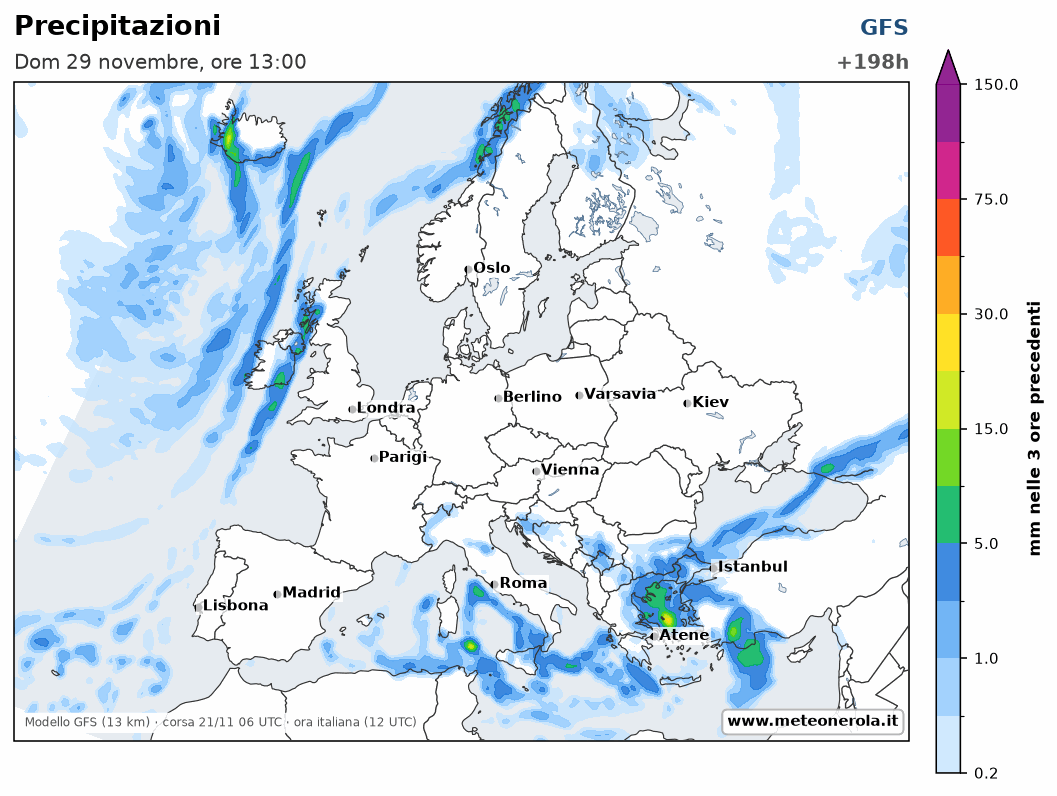 Precipitazioni
GFS
Dom 29 novembre, ore 13:00
+198h
150.0
75.0
30.0
15.0
5.0
1.0
0.2
mm nelle 3 ore precedenti
Oslo
Berlino
Varsavia
Kiev
Londra
Parigi
Vienna
Istanbul
Roma
Madrid
Lisbona
Atene
Modello GFS (13 km) · corsa 21/11 06 UTC · ora italiana (12 UTC)
www.meteonerola.it